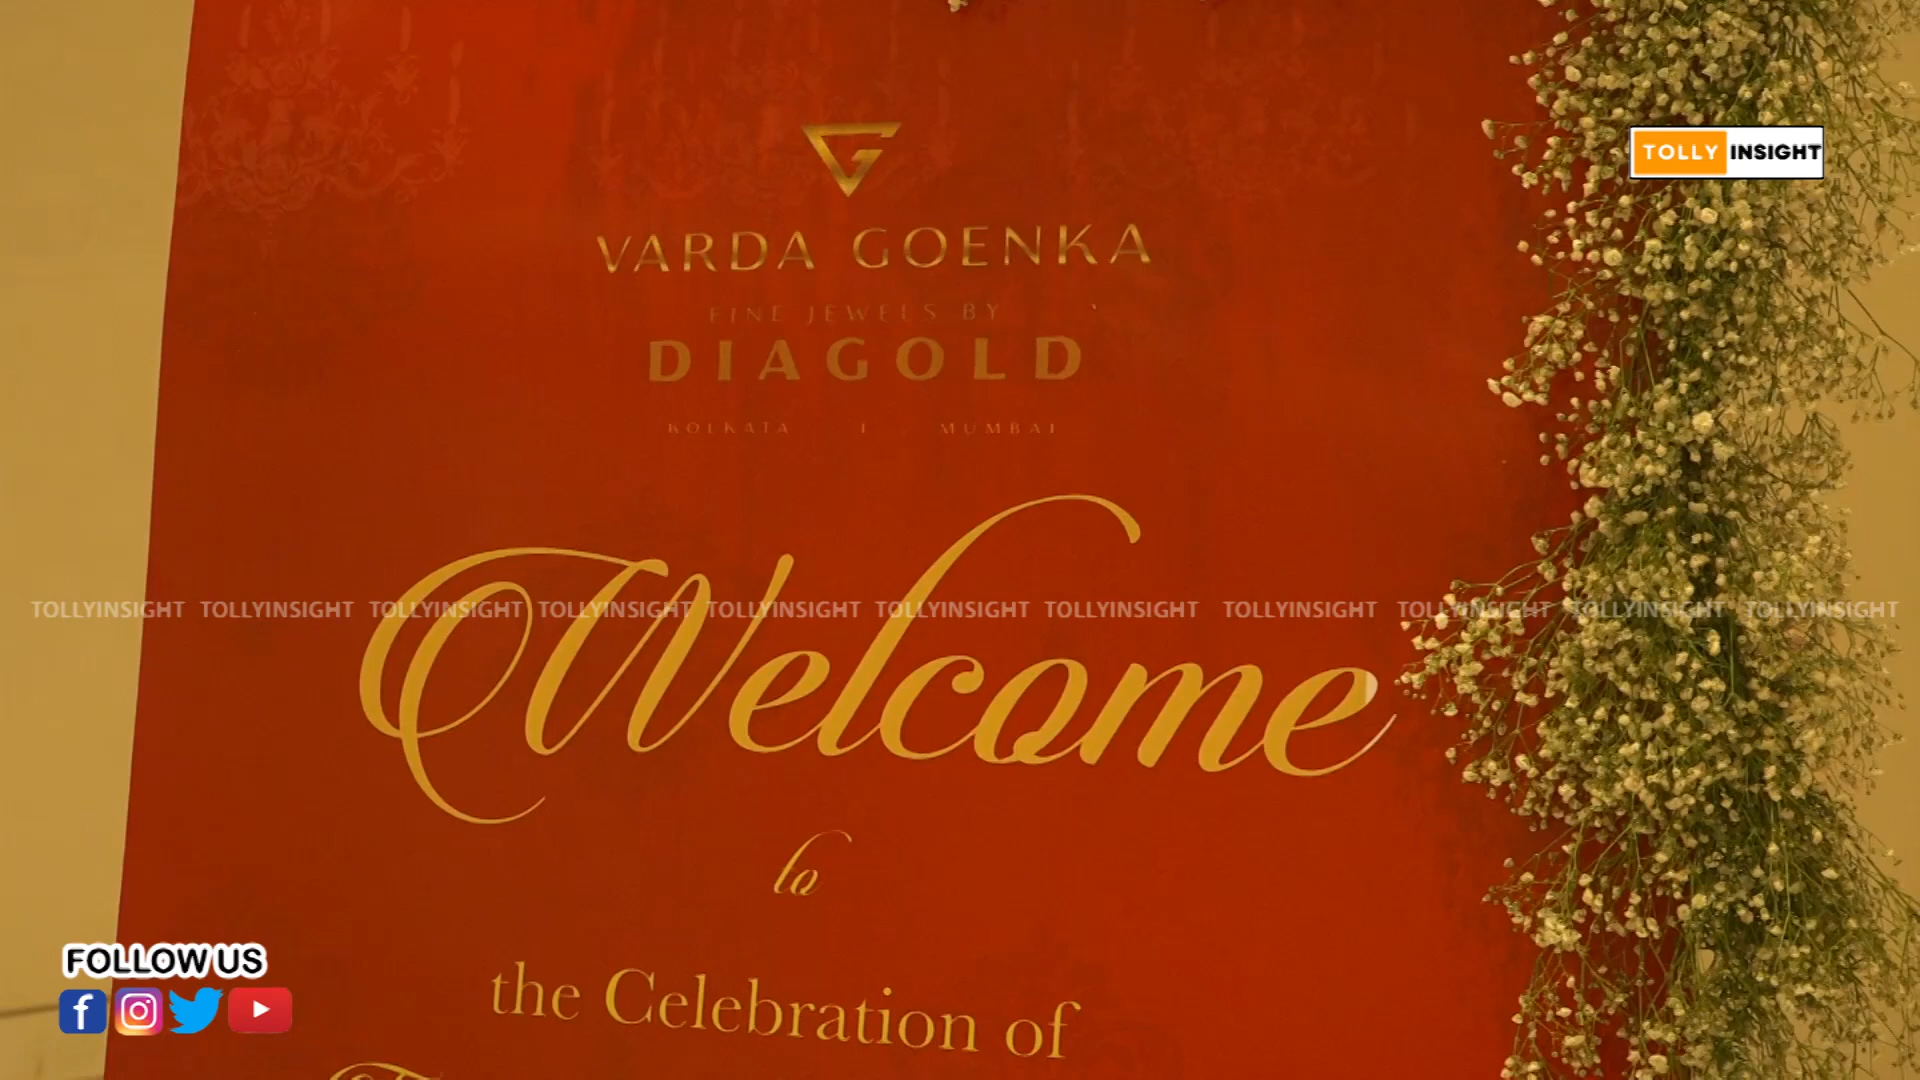 VARDA GOENKA
FINE JEWELS BY
DIAGOLD
KOLKATA | MUMBAI
TOLLY INSIGHT
Welcome
TOLLYINSIGHT TOLLYINSIGHT TOLLYINSIGHT TOLLYINSIGHT TOLLYINSIGHT TOLLYINSIGHT TOLLYINSIGHT TOLLYINSIGHT TOLLYINSIGHT TOLLYINSIGHT TOLLYINSIGHT
to
the Celebration of
FOLLOW US